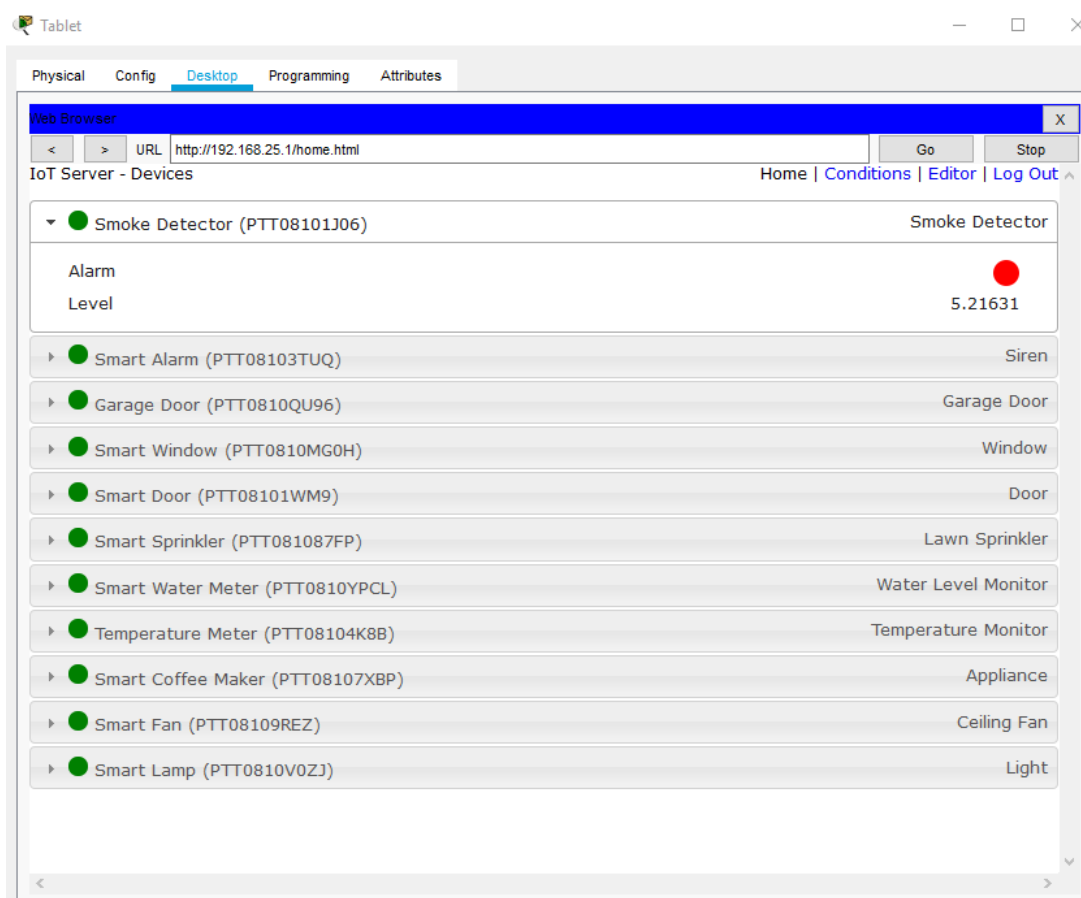 Tablet
Physical Config Desktop Programming Attributes
Web Browser X
< > URL http://192.168.25.1/home.html Go Stop
IoT Server - Devices Home | Conditions | Editor | Log Out
Smoke Detector (PTT08101J06) Smoke Detector
Alarm
Level 5.21631
Smart Alarm (PTT08103TUQ) Siren
Garage Door (PTT0810QU96) Garage Door
Smart Window (PTT0810MG0H) Window
Smart Door (PTT08101WM9) Door
Smart Sprinkler (PTT081087FP) Lawn Sprinkler
Smart Water Meter (PTT0810YPCL) Water Level Monitor
Temperature Meter (PTT08104K8B) Temperature Monitor
Smart Coffee Maker (PTT08107XBP) Appliance
Smart Fan (PTT08109REZ) Ceiling Fan
Smart Lamp (PTT0810V0ZJ) Light